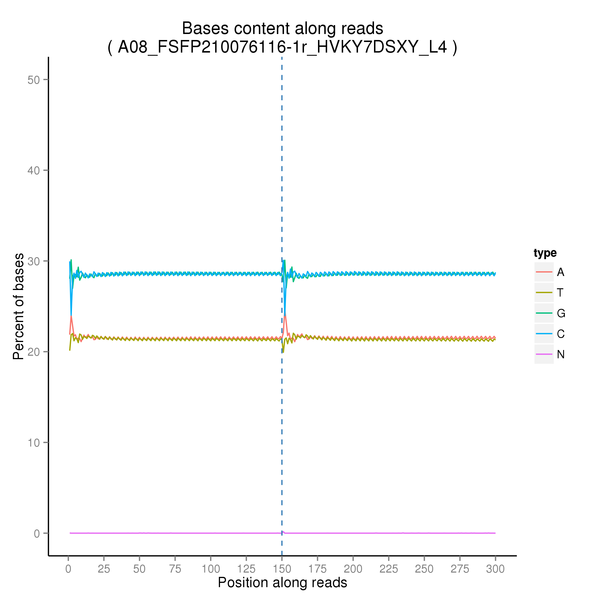 Bases content along reads
( A08_FSFP210076116-1r_HVKY7DSXY_L4 )
50
40
30
20
10
0
Percent of bases
0 25 50 75 100 125 150 175 200 225 250 275 300
Position along reads
type
A
T
G
C
N